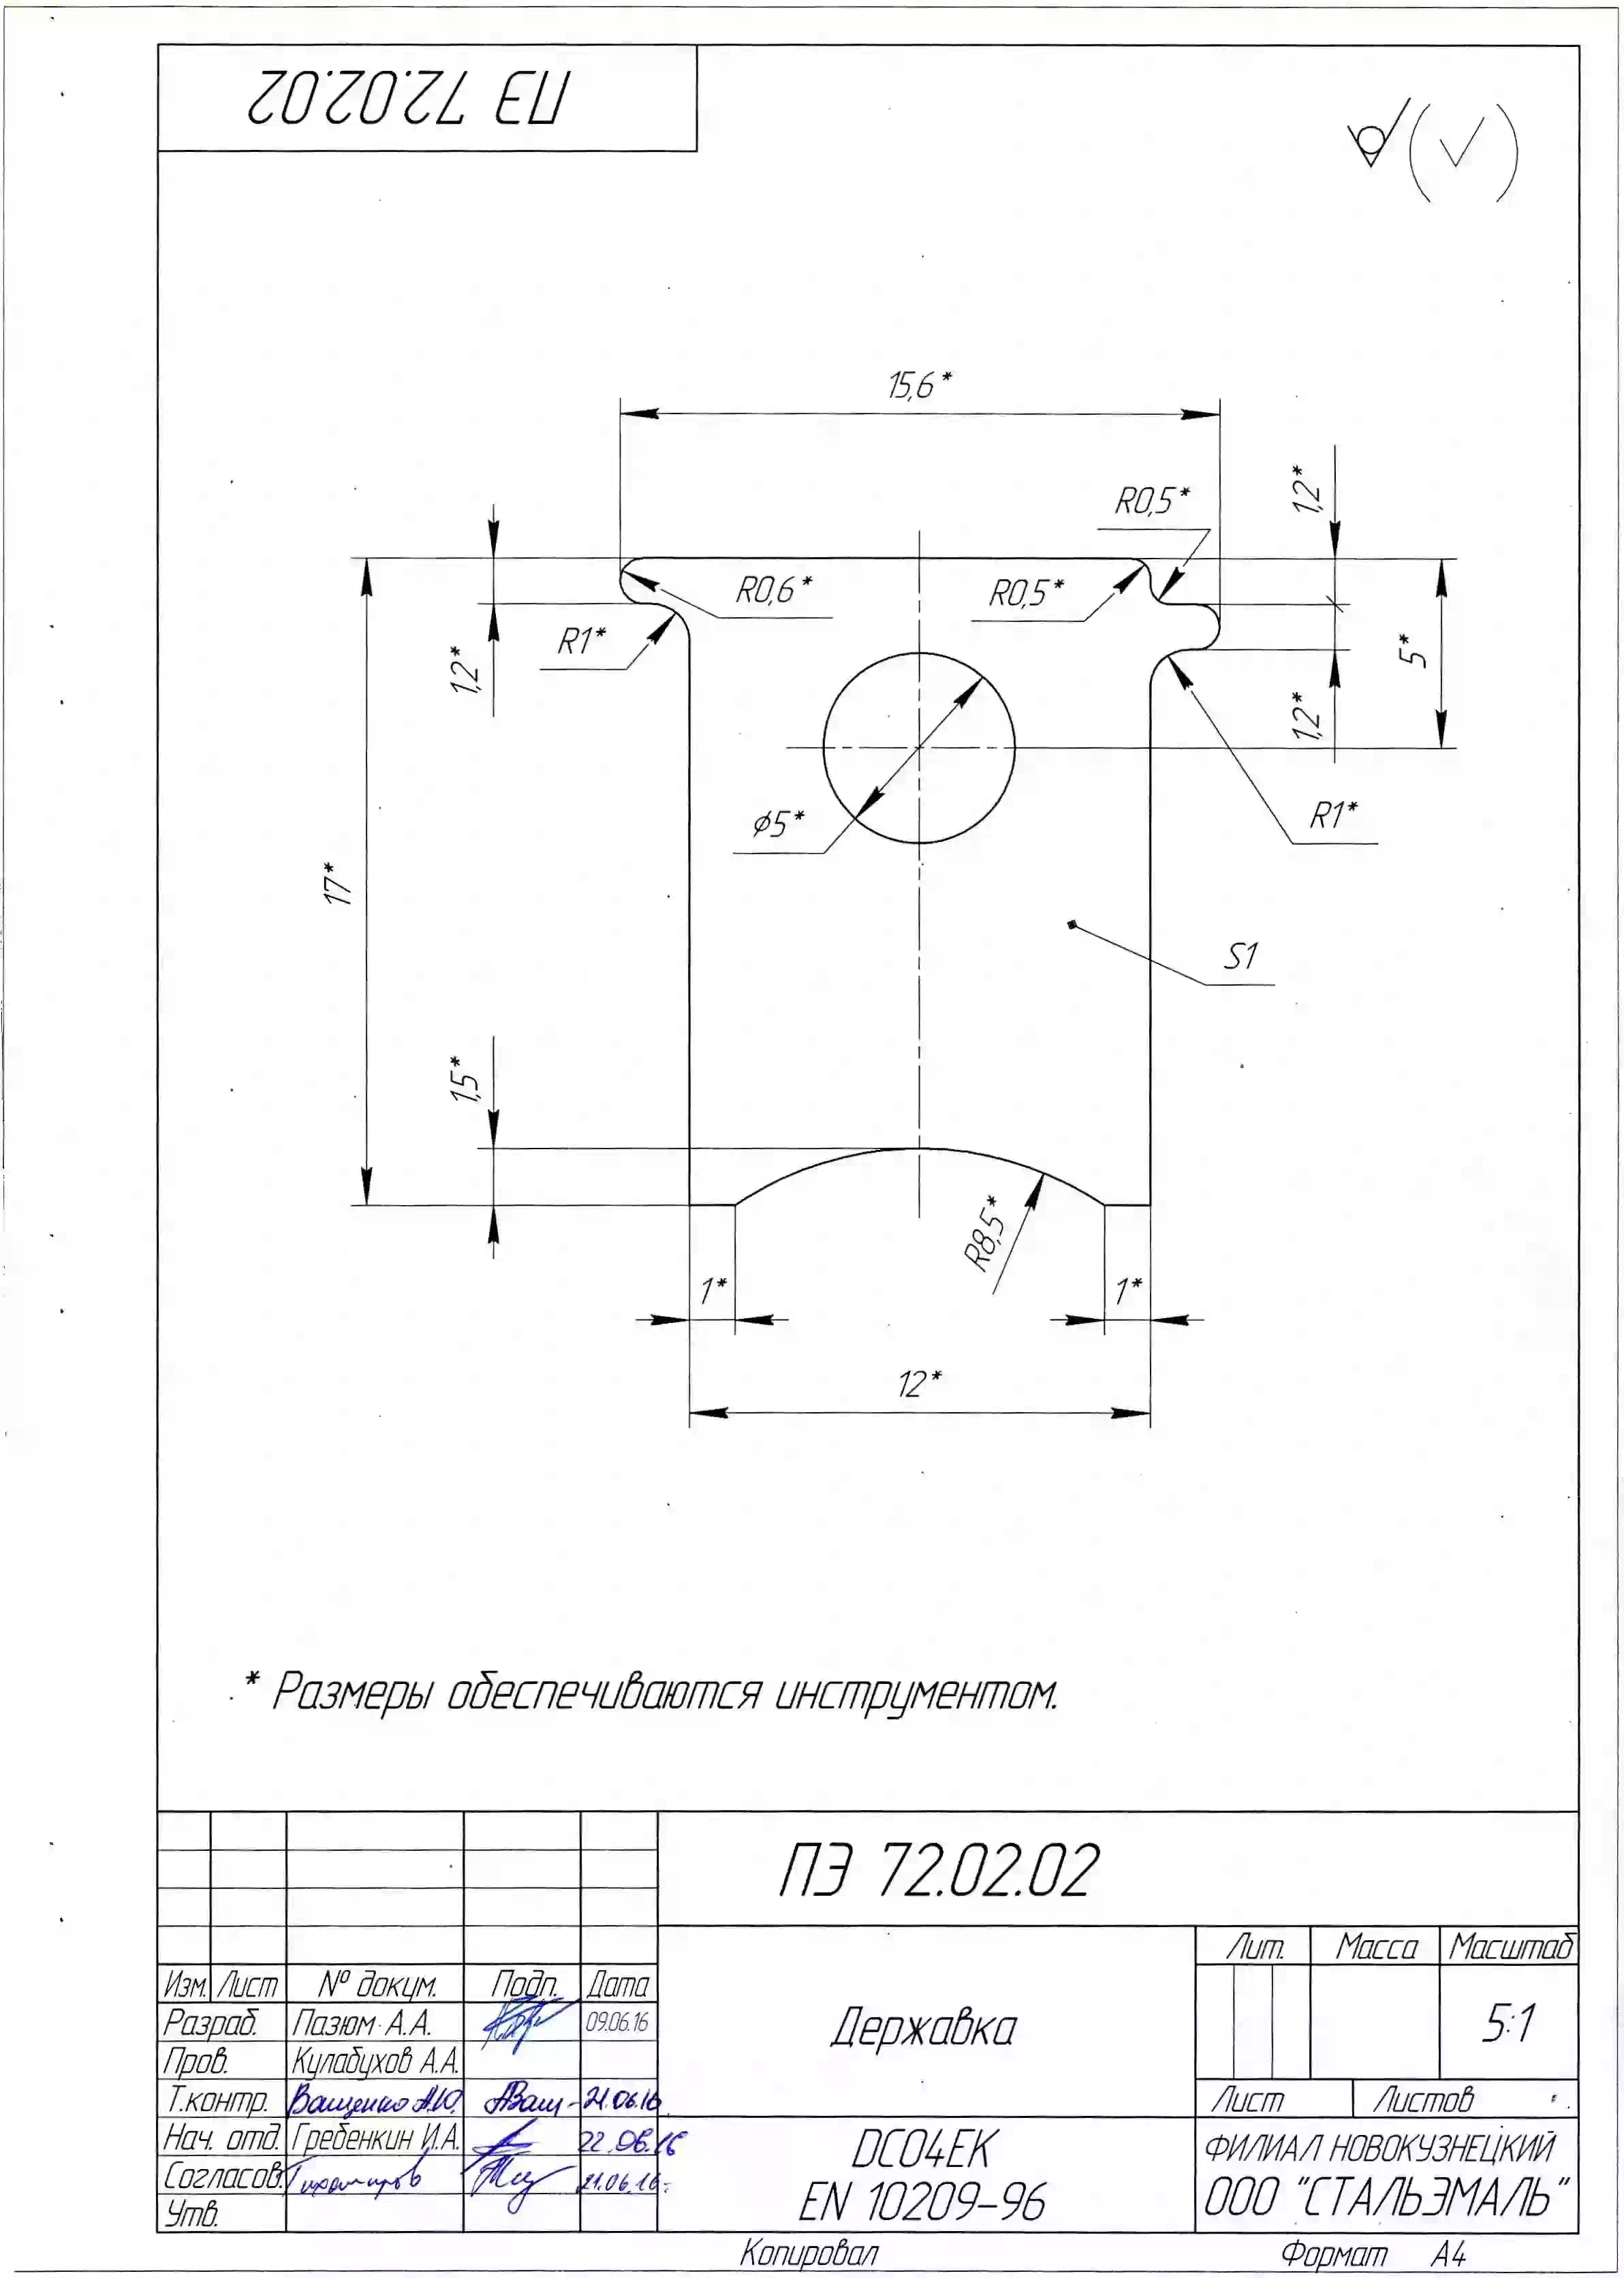 ПЭ 72.02.02
15,6*
R0,5*
1,2*
R0,6*
R0,5*
R1*
1,2*
5*
1,2*
R1*
⌀5*
17*
S1
1,5*
R8,5*
1*
1*
12*
* Размеры обеспечиваются инструментом.
ПЭ 72.02.02
Лит. Масса Масштаб
Изм. Лист № докум. Подп. Дата
Разраб. Пазюм А.А. 09.06.16
Державка
5:1
Пров. Кулабухов А.А.
Т.контр. Ващенко А.Ю. 21.06.16
Лист Листов
Нач. отд. Гребенкин И.А. 22.06.16
DC04EK
ФИЛИАЛ НОВОКУЗНЕЦКИЙ
Согласов. Тихомиров 21.06.16
EN 10209-96
ООО "СТАЛЬЭМАЛЬ"
Утв.
Копировал
Формат А4